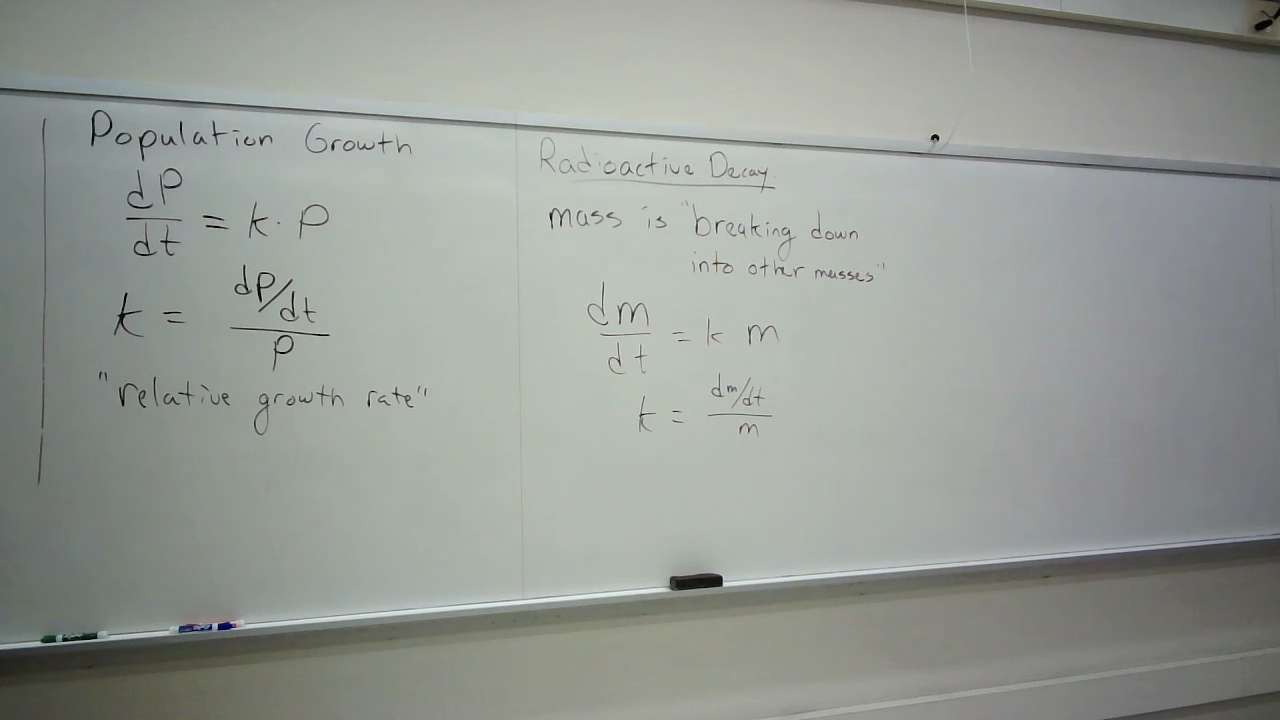 Population Growth
dP/dt = k · P
k = (dP/dt)/P
"relative growth rate"
Radioactive Decay
mass is "breaking down
into other masses"
dm/dt = k m
k = (dm/dt)/m